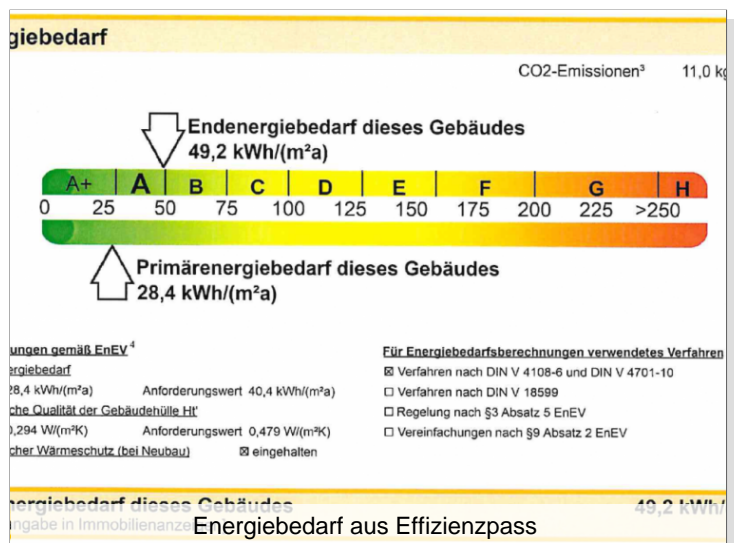 giebedarf
CO2-Emissionen³ 11,0 kg
Endenergiebedarf dieses Gebäudes
49,2 kWh/(m²a)
A+ A B C D E F G H
0 25 50 75 100 125 150 175 200 225 >250
Primärenergiebedarf dieses Gebäudes
28,4 kWh/(m²a)
ungen gemäß EnEV⁴
ergiebedarf
28,4 kWh/(m²a) Anforderungswert 40,4 kWh/(m²a)
che Qualität der Gebäudehülle Ht'
0,294 W/(m²K) Anforderungswert 0,479 W/(m²K)
cher Wärmeschutz (bei Neubau) ☒ eingehalten
Für Energiebedarfsberechnungen verwendetes Verfahren
☒ Verfahren nach DIN V 4108-6 und DIN V 4701-10
☐ Verfahren nach DIN V 18599
☐ Regelung nach §3 Absatz 5 EnEV
☐ Vereinfachungen nach §9 Absatz 2 EnEV
nergiebedarf dieses Gebäudes 49,2 kWh/
ngabe in Immobilienanzei
Energiebedarf aus Effizienzpass